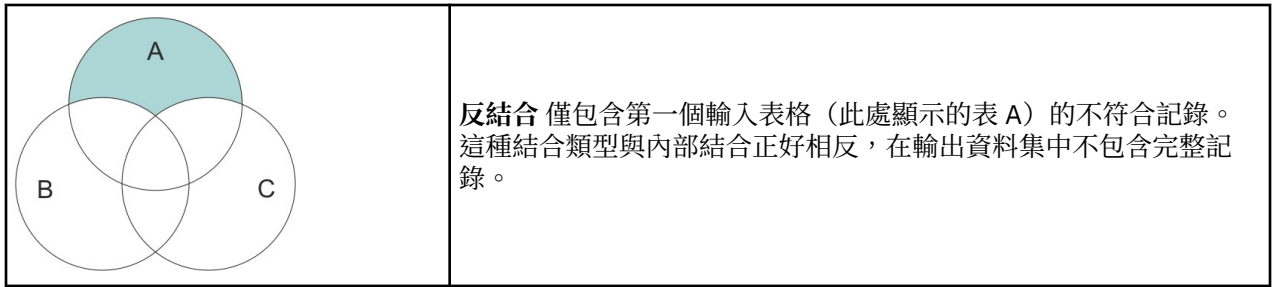 A
B
C
反結合 僅包含第一個輸入表格（此處顯示的表 A）的不符合記錄。
這種結合類型與內部結合正好相反，在輸出資料集中不包含完整記
錄。